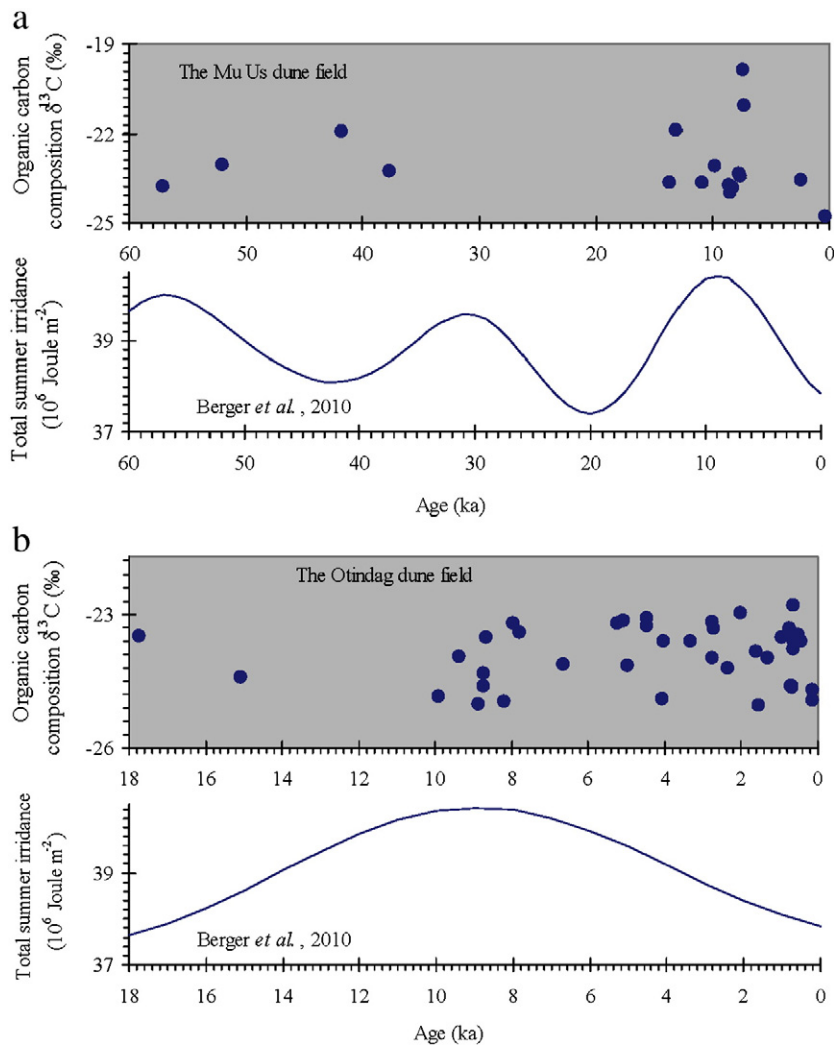 a
-19
-22
-25
Organic carbon
composition δ¹³C (‰)
The Mu Us dune field
60 50 40 30 20 10 0
39
37
Total summer irridance
(10⁶ Joule m⁻²)
Berger et al. , 2010
60 50 40 30 20 10 0
Age (ka)
b
-23
-26
Organic carbon
composition δ¹³C (‰)
The Otindag dune field
18 16 14 12 10 8 6 4 2 0
39
37
Total summer irridance
(10⁶ Joule m⁻²)
Berger et al. , 2010
18 16 14 12 10 8 6 4 2 0
Age (ka)